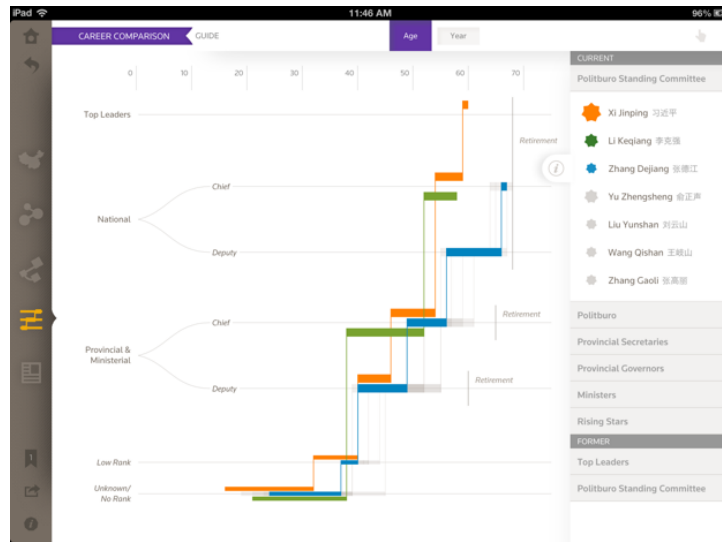 iPad
11:46 AM
96%
CAREER COMPARISON
GUIDE
Age
Year
0 10 20 30 40 50 60 70
Top Leaders
Retirement
National
Chief
Deputy
Provincial &
Ministerial
Chief
Retirement
Deputy
Retirement
Low Rank
Unknown/
No Rank
1
CURRENT
Politburo Standing Committee
Xi Jinping 习近平
Li Keqiang 李克强
Zhang Dejiang 张德江
Yu Zhengsheng 俞正声
Liu Yunshan 刘云山
Wang Qishan 王岐山
Zhang Gaoli 张高丽
Politburo
Provincial Secretaries
Provincial Governors
Ministers
Rising Stars
FORMER
Top Leaders
Politburo Standing Committee